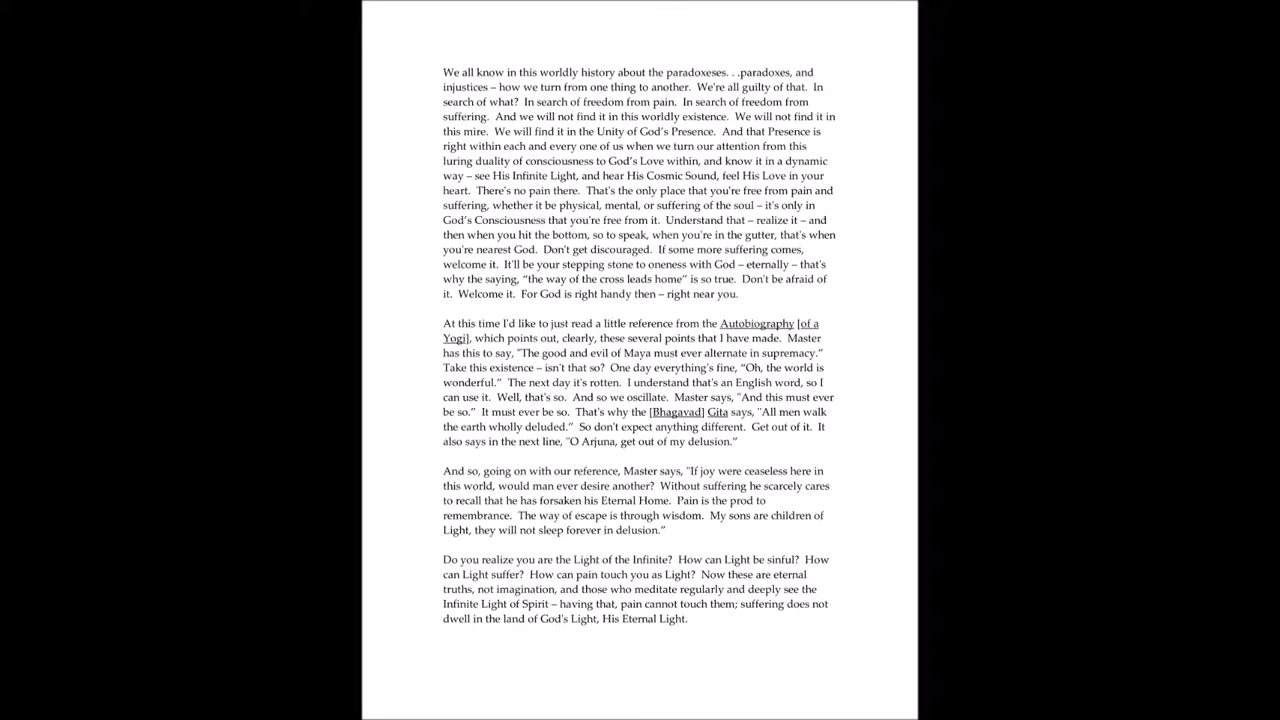 We all know in this worldly history about the paradoxeses. . .paradoxes, and
injustices – how we turn from one thing to another.  We're all guilty of that.  In
search of what?  In search of freedom from pain.  In search of freedom from
suffering.  And we will not find it in this worldly existence.  We will not find it in
this mire.  We will find it in the Unity of God's Presence.  And that Presence is
right within each and every one of us when we turn our attention from this
luring duality of consciousness to God's Love within, and know it in a dynamic
way – see His Infinite Light, and hear His Cosmic Sound, feel His Love in your
heart.  There's no pain there.  That's the only place that you're free from pain and
suffering, whether it be physical, mental, or suffering of the soul – it's only in
God's Consciousness that you're free from it.  Understand that – realize it – and
then when you hit the bottom, so to speak, when you're in the gutter, that's when
you're nearest God.  Don't get discouraged.  If some more suffering comes,
welcome it.  It'll be your stepping stone to oneness with God – eternally – that's
why the saying, "the way of the cross leads home" is so true.  Don't be afraid of
it.  Welcome it.  For God is right handy then – right near you.
At this time I'd like to just read a little reference from the Autobiography [of a
Yogi], which points out, clearly, these several points that I have made.  Master
has this to say, "The good and evil of Maya must ever alternate in supremacy."
Take this existence – isn't that so?  One day everything's fine, "Oh, the world is
wonderful."  The next day it's rotten.  I understand that's an English word, so I
can use it.  Well, that's so.  And so we oscillate.  Master says, "And this must ever
be so."  It must ever be so.  That's why the [Bhagavad] Gita says, "All men walk
the earth wholly deluded."  So don't expect anything different.  Get out of it.  It
also says in the next line, "O Arjuna, get out of my delusion."
And so, going on with our reference, Master says, "If joy were ceaseless here in
this world, would man ever desire another?  Without suffering he scarcely cares
to recall that he has forsaken his Eternal Home.  Pain is the prod to
remembrance.  The way of escape is through wisdom.  My sons are children of
Light, they will not sleep forever in delusion."
Do you realize you are the Light of the Infinite?  How can Light be sinful?  How
can Light suffer?  How can pain touch you as Light?  Now these are eternal
truths, not imagination, and those who meditate regularly and deeply see the
Infinite Light of Spirit – having that, pain cannot touch them; suffering does not
dwell in the land of God's Light, His Eternal Light.